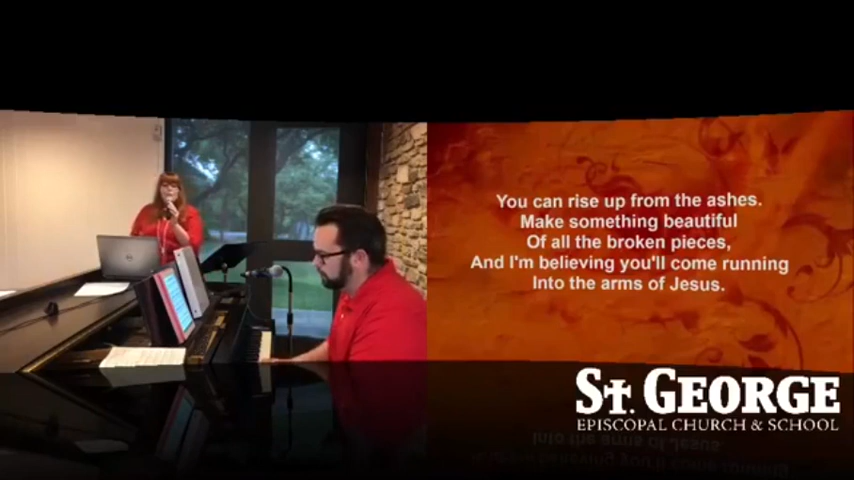 You can rise up from the ashes.
Make something beautiful
Of all the broken pieces,
And I'm believing you'll come running
Into the arms of Jesus.
ST. GEORGE
EPISCOPAL CHURCH & SCHOOL